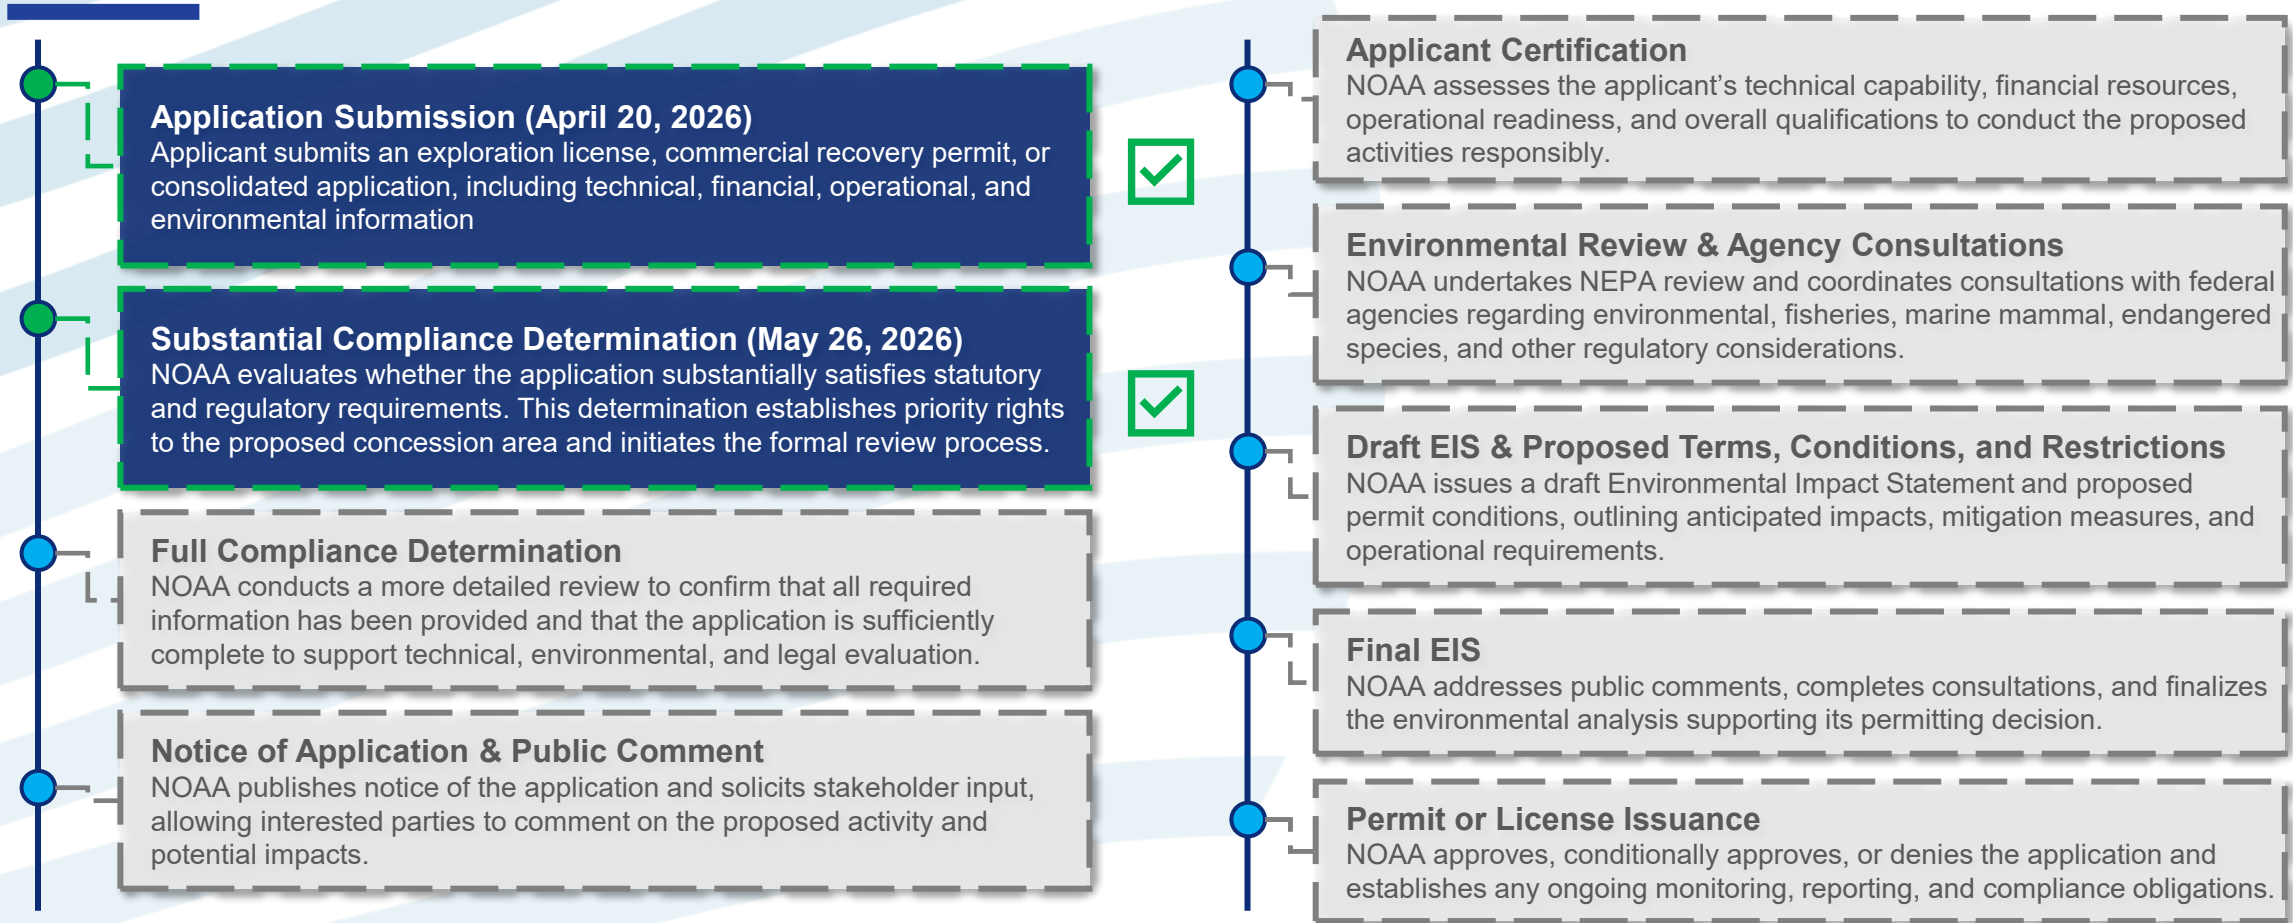 Application Submission (April 20, 2026)
Applicant submits an exploration license, commercial recovery permit, or
consolidated application, including technical, financial, operational, and
environmental information
Substantial Compliance Determination (May 26, 2026)
NOAA evaluates whether the application substantially satisfies statutory
and regulatory requirements. This determination establishes priority rights
to the proposed concession area and initiates the formal review process.
Full Compliance Determination
NOAA conducts a more detailed review to confirm that all required
information has been provided and that the application is sufficiently
complete to support technical, environmental, and legal evaluation.
Notice of Application & Public Comment
NOAA publishes notice of the application and solicits stakeholder input,
allowing interested parties to comment on the proposed activity and
potential impacts.
Applicant Certification
NOAA assesses the applicant’s technical capability, financial resources,
operational readiness, and overall qualifications to conduct the proposed
activities responsibly.
Environmental Review & Agency Consultations
NOAA undertakes NEPA review and coordinates consultations with federal
agencies regarding environmental, fisheries, marine mammal, endangered
species, and other regulatory considerations.
Draft EIS & Proposed Terms, Conditions, and Restrictions
NOAA issues a draft Environmental Impact Statement and proposed
permit conditions, outlining anticipated impacts, mitigation measures, and
operational requirements.
Final EIS
NOAA addresses public comments, completes consultations, and finalizes
the environmental analysis supporting its permitting decision.
Permit or License Issuance
NOAA approves, conditionally approves, or denies the application and
establishes any ongoing monitoring, reporting, and compliance obligations.